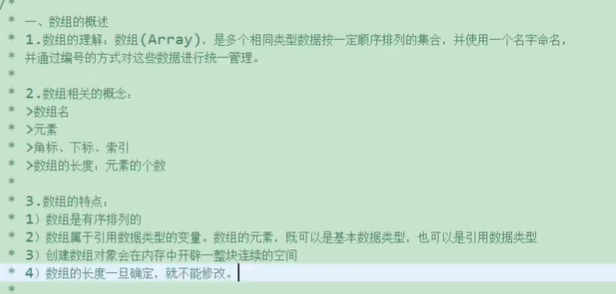 /*
* 一、数组的概述
* 1.数组的理解：数组(Array)，是多个相同类型数据按一定顺序排列的集合，并使用一个名字命名，
* 并通过编号的方式对这些数据进行统一管理。
*
* 2.数组相关的概念：
* >数组名
* >元素
* >角标、下标、索引
* >数组的长度：元素的个数
*
* 3.数组的特点：
* 1）数组是有序排列的
* 2）数组属于引用数据类型的变量。数组的元素，既可以是基本数据类型，也可以是引用数据类型
* 3）创建数组对象会在内存中开辟一整块连续的空间
* 4）数组的长度一旦确定，就不能修改。
*